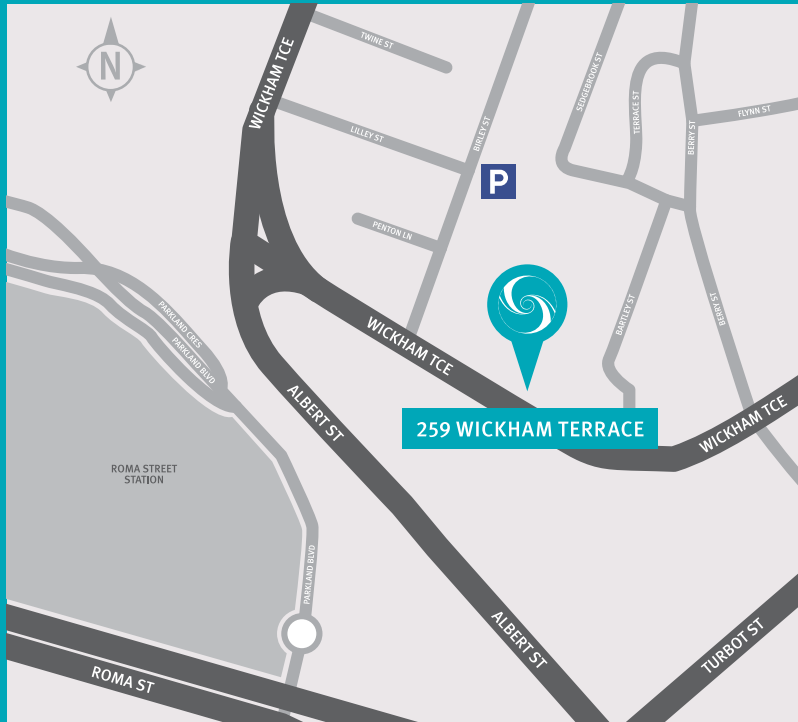 TWINE ST
N
WICKHAM TCE
SEDGEBROOK ST
TERRACE ST
FLYNN ST
LILLEY ST
BIRLEY ST
BERRY ST
P
PENTON LN
PARKLAND CRES
PARKLAND BLVD
WICKHAM TCE
BARTLEY ST
BERRY ST
ALBERT ST
259 WICKHAM TERRACE
WICKHAM TCE
ROMA STREET
STATION
PARKLAND BLVD
ALBERT ST
TURBOT ST
ROMA ST